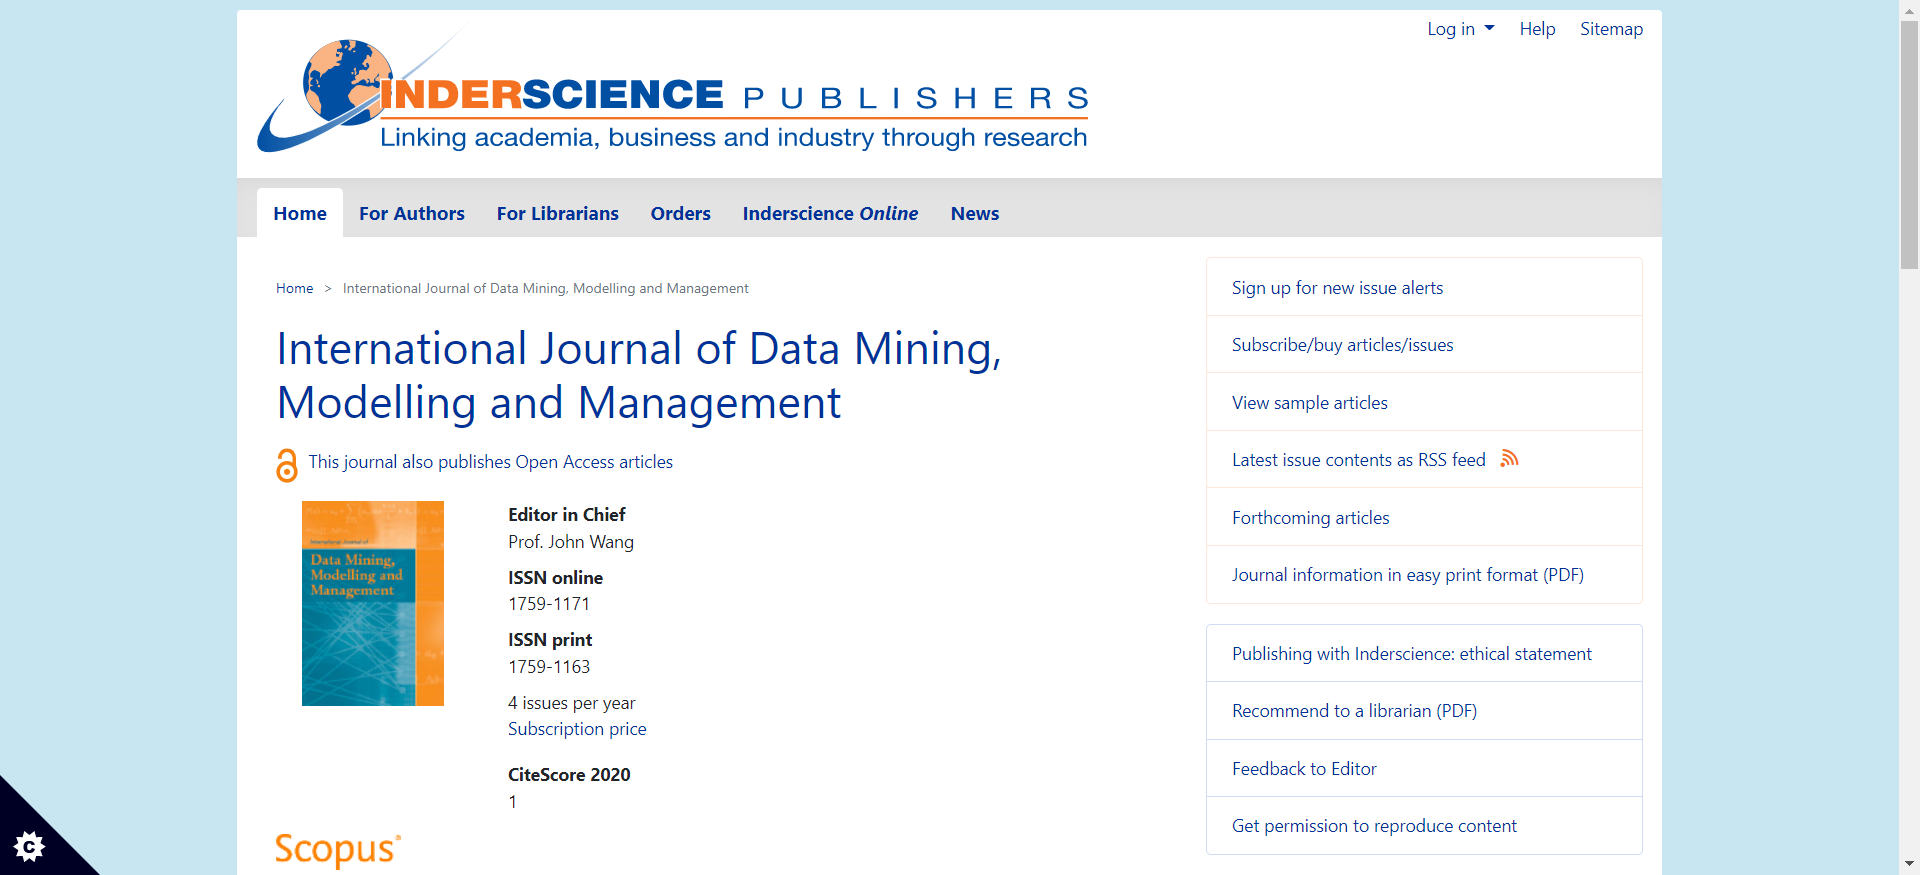 Log in Help Sitemap
INDERSCIENCE PUBLISHERS
Linking academia, business and industry through research
Home For Authors For Librarians Orders Inderscience Online News
Home > International Journal of Data Mining, Modelling and Management
International Journal of Data Mining,
Modelling and Management
This journal also publishes Open Access articles
International Journal of
Data Mining,
Modelling and
Management
Editor in Chief
Prof. John Wang
ISSN online
1759-1171
ISSN print
1759-1163
4 issues per year
Subscription price
CiteScore 2020
1
Scopus®
Sign up for new issue alerts
Subscribe/buy articles/issues
View sample articles
Latest issue contents as RSS feed
Forthcoming articles
Journal information in easy print format (PDF)
Publishing with Inderscience: ethical statement
Recommend to a librarian (PDF)
Feedback to Editor
Get permission to reproduce content
C